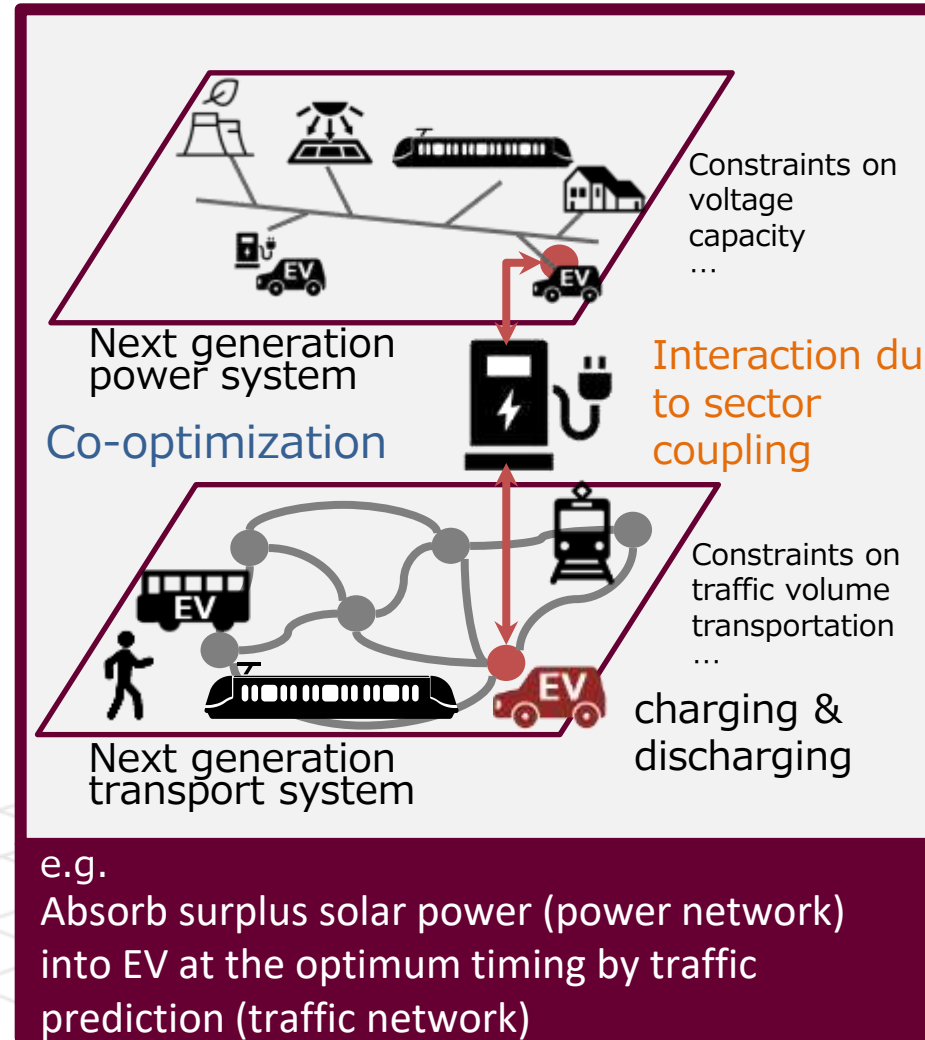 Constraints on
voltage
capacity
…
EV
EV
Next generation
power system
Interaction du
to sector
coupling
Co-optimization
Constraints on
traffic volume
transportation
…
EV
EV
charging &
discharging
Next generation
transport system
e.g.
Absorb surplus solar power (power network)
into EV at the optimum timing by traffic
prediction (traffic network)